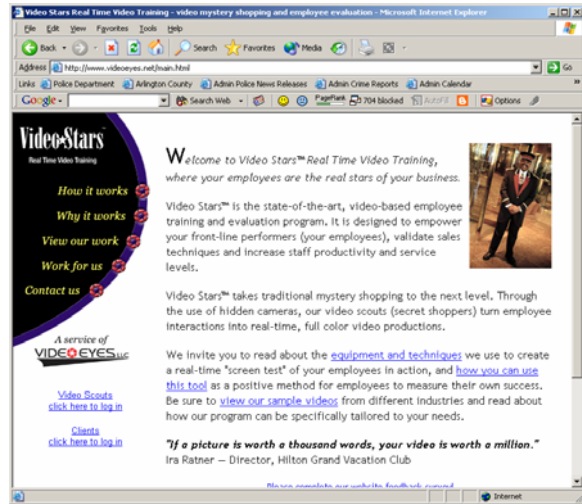 Video Stars Real Time Video Training - video mystery shopping and employee evaluation - Microsoft Internet Explorer
File Edit View Favorites Tools Help
Back Search Favorites Media
Address http://www.videoeyes.net/main.html Go
Links Police Department Arlington County Admin Police News Releases Admin Crime Reports Admin Calendar
Google Search Web PageRank 704 blocked AutoFill Options
Video Stars™
Real Time Video Training
How it works
Why it works
View our work
Work for us
Contact us
A service of
VIDEOEYES LLC
Video Scouts
click here to log in
Clients
click here to log in
Welcome to Video Stars™ Real Time Video Training,
where your employees are the real stars of your business.
Video Stars™ is the state-of-the-art, video-based employee
training and evaluation program. It is designed to empower
your front-line performers (your employees), validate sales
techniques and increase staff productivity and service
levels.
Video Stars™ takes traditional mystery shopping to the next level. Through
the use of hidden cameras, our video scouts (secret shoppers) turn employee
interactions into real-time, full color video productions.
We invite you to read about the equipment and techniques we use to create
a real-time "screen test" of your employees in action, and how you can use
this tool as a positive method for employees to measure their own success.
Be sure to view our sample videos from different industries and read about
how our program can be specifically tailored to your needs.
"If a picture is worth a thousand words, your video is worth a million."
Ira Ratner – Director, Hilton Grand Vacation Club
Please complete our website feedback survey!
Internet